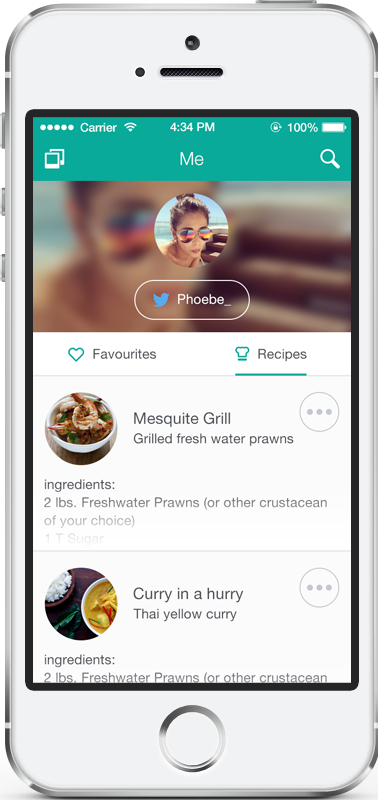 Carrier 4:34 PM 100%
Me
Phoebe_
Favourites Recipes
Mesquite Grill
Grilled fresh water prawns
ingredients:
2 lbs. Freshwater Prawns (or other crustacean
of your choice)
1 T Sugar
Curry in a hurry
Thai yellow curry
ingredients:
2 lbs. Freshwater Prawns (or other crustacean